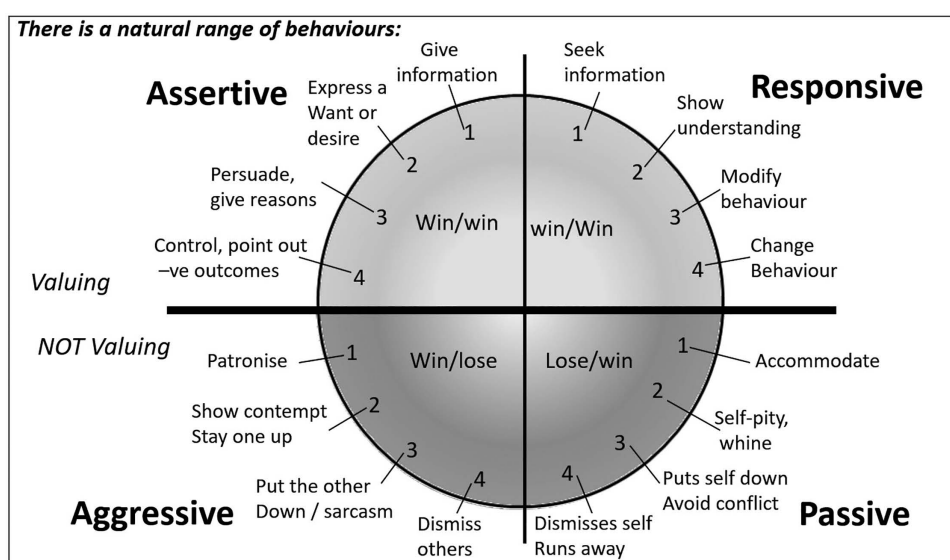 There is a natural range of behaviours:
Assertive
Responsive
Give
information
1
Express a
Want or
desire
2
Persuade,
give reasons
3
Control, point out
–ve outcomes
4
Win/win
Seek
information
1
Show
understanding
2
Modify
behaviour
3
Change
Behaviour
4
win/Win
Valuing
NOT Valuing
Patronise
1
Show contempt
Stay one up
2
Put the other
Down / sarcasm
3
Dismiss
others
4
Win/lose
Aggressive
Lose/win
1
Accommodate
2
Self-pity,
whine
3
Puts self down
Avoid conflict
4
Dismisses self
Runs away
Passive